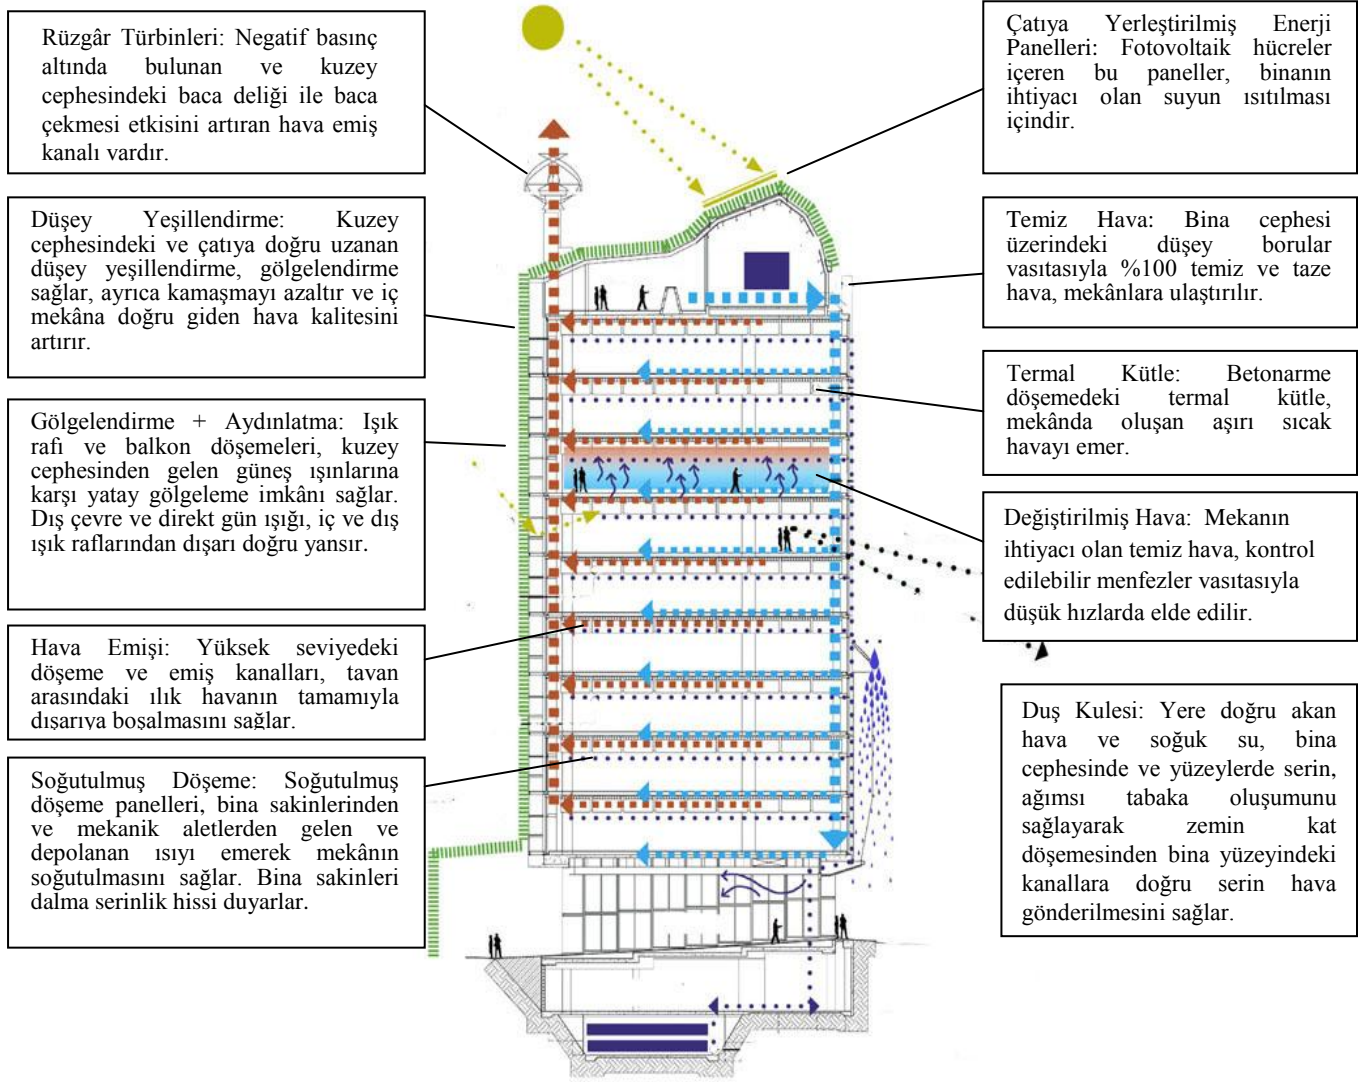 Rüzgâr Türbinleri: Negatif basınç
altında bulunan ve kuzey
cephesindeki baca deliği ile baca
çekmesi etkisini artıran hava emiş
kanalı vardır.
Düşey Yeşillendirme: Kuzey
cephesindeki ve çatıya doğru uzanan
düşey yeşillendirme, gölgelendirme
sağlar, ayrıca kamaşmayı azaltır ve iç
mekâna doğru giden hava kalitesini
artırır.
Gölgelendirme + Aydınlatma: Işık
rafı ve balkon döşemeleri, kuzey
cephesinden gelen güneş ışınlarına
karşı yatay gölgeleme imkânı sağlar.
Dış çevre ve direkt gün ışığı, iç ve dış
ışık raflarından dışarı doğru yansır.
Hava Emişi: Yüksek seviyedeki
döşeme ve emiş kanalları, tavan
arasındaki ılık havanın tamamıyla
dışarıya boşalmasını sağlar.
Soğutulmuş Döşeme: Soğutulmuş
döşeme panelleri, bina sakinlerinden
ve mekanik aletlerden gelen ve
depolanan ısıyı emerek mekânın
soğutulmasını sağlar. Bina sakinleri
dalma serinlik hissi duyarlar.
Çatıya Yerleştirilmiş Enerji
Panelleri: Fotovoltaik hücreler
içeren bu paneller, binanın
ihtiyacı olan suyun ısıtılması
içindir.
Temiz Hava: Bina cephesi
üzerindeki düşey borular
vasıtasıyla %100 temiz ve taze
hava, mekânlara ulaştırılır.
Termal Kütle: Betonarme
döşemedeki termal kütle,
mekânda oluşan aşırı sıcak
havayı emer.
Değiştirilmiş Hava: Mekanın
ihtiyacı olan temiz hava, kontrol
edilebilir menfezler vasıtasıyla
düşük hızlarda elde edilir.
Duş Kulesi: Yere doğru akan
hava ve soğuk su, bina
cephesinde ve yüzeylerde serin,
ağımsı tabaka oluşumunu
sağlayarak zemin kat
döşemesinden bina yüzeyindeki
kanallara doğru serin hava
gönderilmesini sağlar.